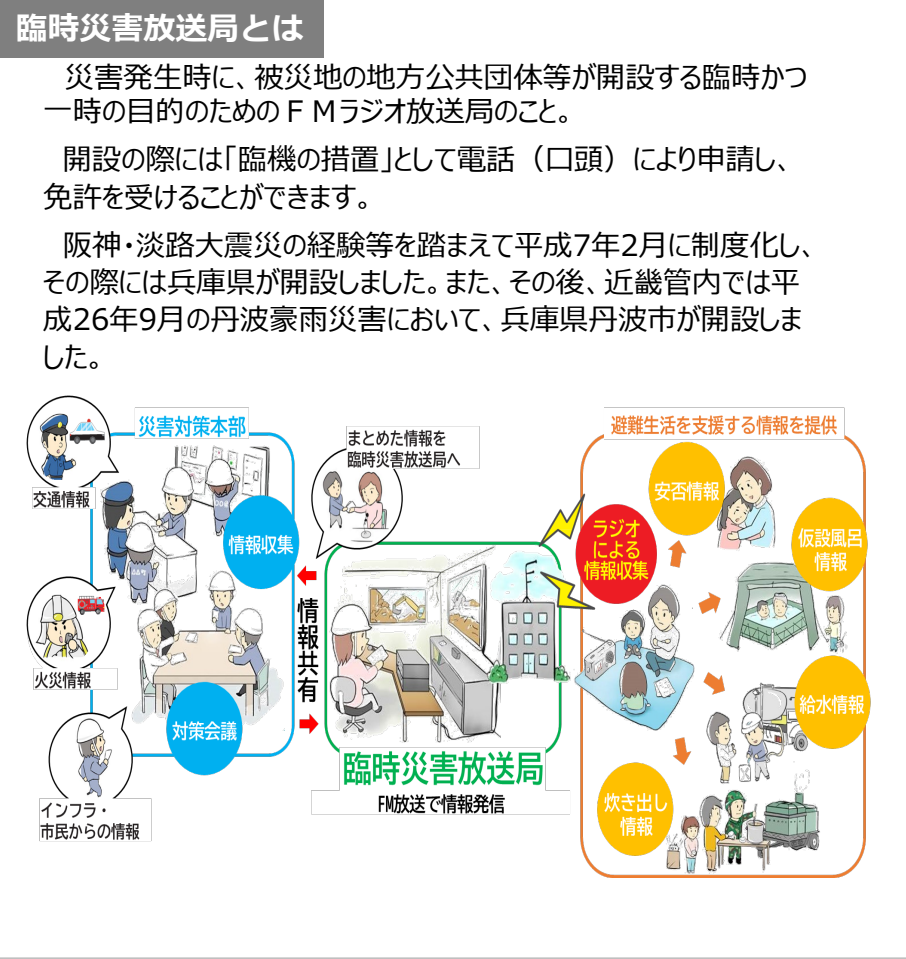 臨時災害放送局とは
災害発生時に、被災地の地方公共団体等が開設する臨時かつ
一時の目的のためのＦＭラジオ放送局のこと。
開設の際には「臨機の措置」として電話（口頭）により申請し、
免許を受けることができます。
阪神・淡路大震災の経験等を踏まえて平成7年2月に制度化し、
その際には兵庫県が開設しました。また、その後、近畿管内では平
成26年9月の丹波豪雨災害において、兵庫県丹波市が開設しま
した。
災害対策本部
交通情報
情報収集
火災情報
対策会議
インフラ・
市民からの情報
まとめた情報を
臨時災害放送局へ
情報共有
臨時災害放送局
FM放送で情報発信
避難生活を支援する情報を提供
ラジオ
による
情報収集
安否情報
仮設風呂
情報
給水情報
炊き出し
情報